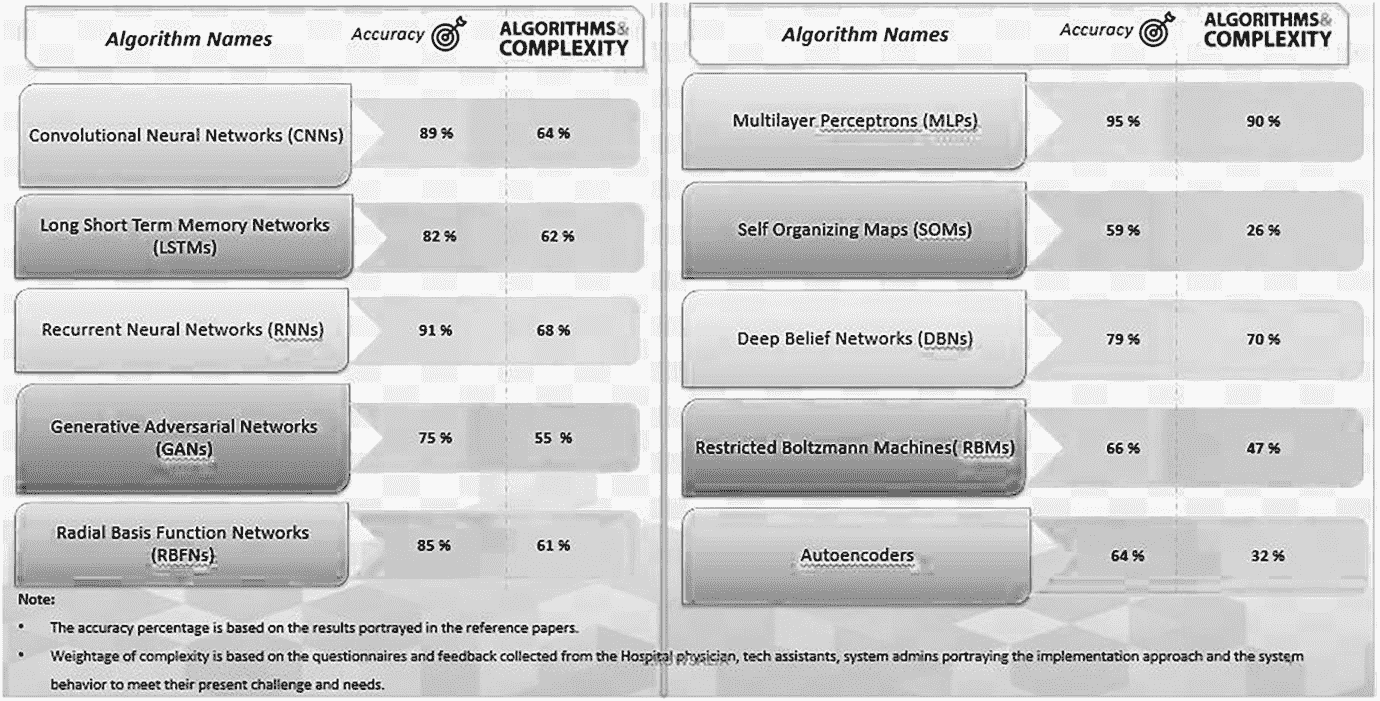 Algorithm Names Accuracy ALGORITHMS&
COMPLEXITY
Convolutional Neural Networks (CNNs) 89 % 64 %
Long Short Term Memory Networks
(LSTMs) 82 % 62 %
Recurrent Neural Networks (RNNs) 91 % 68 %
Generative Adversarial Networks
(GANs) 75 % 55 %
Radial Basis Function Networks
(RBFNs) 85 % 61 %
Algorithm Names Accuracy ALGORITHMS&
COMPLEXITY
Multilayer Perceptrons (MLPs) 95 % 90 %
Self Organizing Maps (SOMs) 59 % 26 %
Deep Belief Networks (DBNs) 79 % 70 %
Restricted Boltzmann Machines( RBMs) 66 % 47 %
Autoencoders 64 % 32 %
Note:
• The accuracy percentage is based on the results portrayed in the reference papers.
• Weightage of complexity is based on the questionnaires and feedback collected from the Hospital physician, tech assistants, system admins portraying the implementation approach and the system
behavior to meet their present challenge and needs.